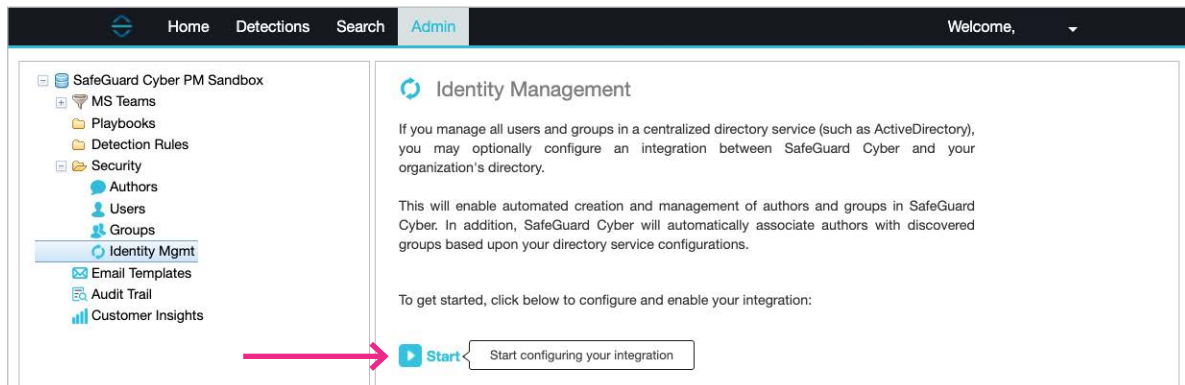 Home Detections Search Admin Welcome,
SafeGuard Cyber PM Sandbox
MS Teams
Playbooks
Detection Rules
Security
Authors
Users
Groups
Identity Mgmt
Email Templates
Audit Trail
Customer Insights
Identity Management
If you manage all users and groups in a centralized directory service (such as ActiveDirectory),
you may optionally configure an integration between SafeGuard Cyber and your
organization's directory.
This will enable automated creation and management of authors and groups in SafeGuard
Cyber. In addition, SafeGuard Cyber will automatically associate authors with discovered
groups based upon your directory service configurations.
To get started, click below to configure and enable your integration:
Start Start configuring your integration